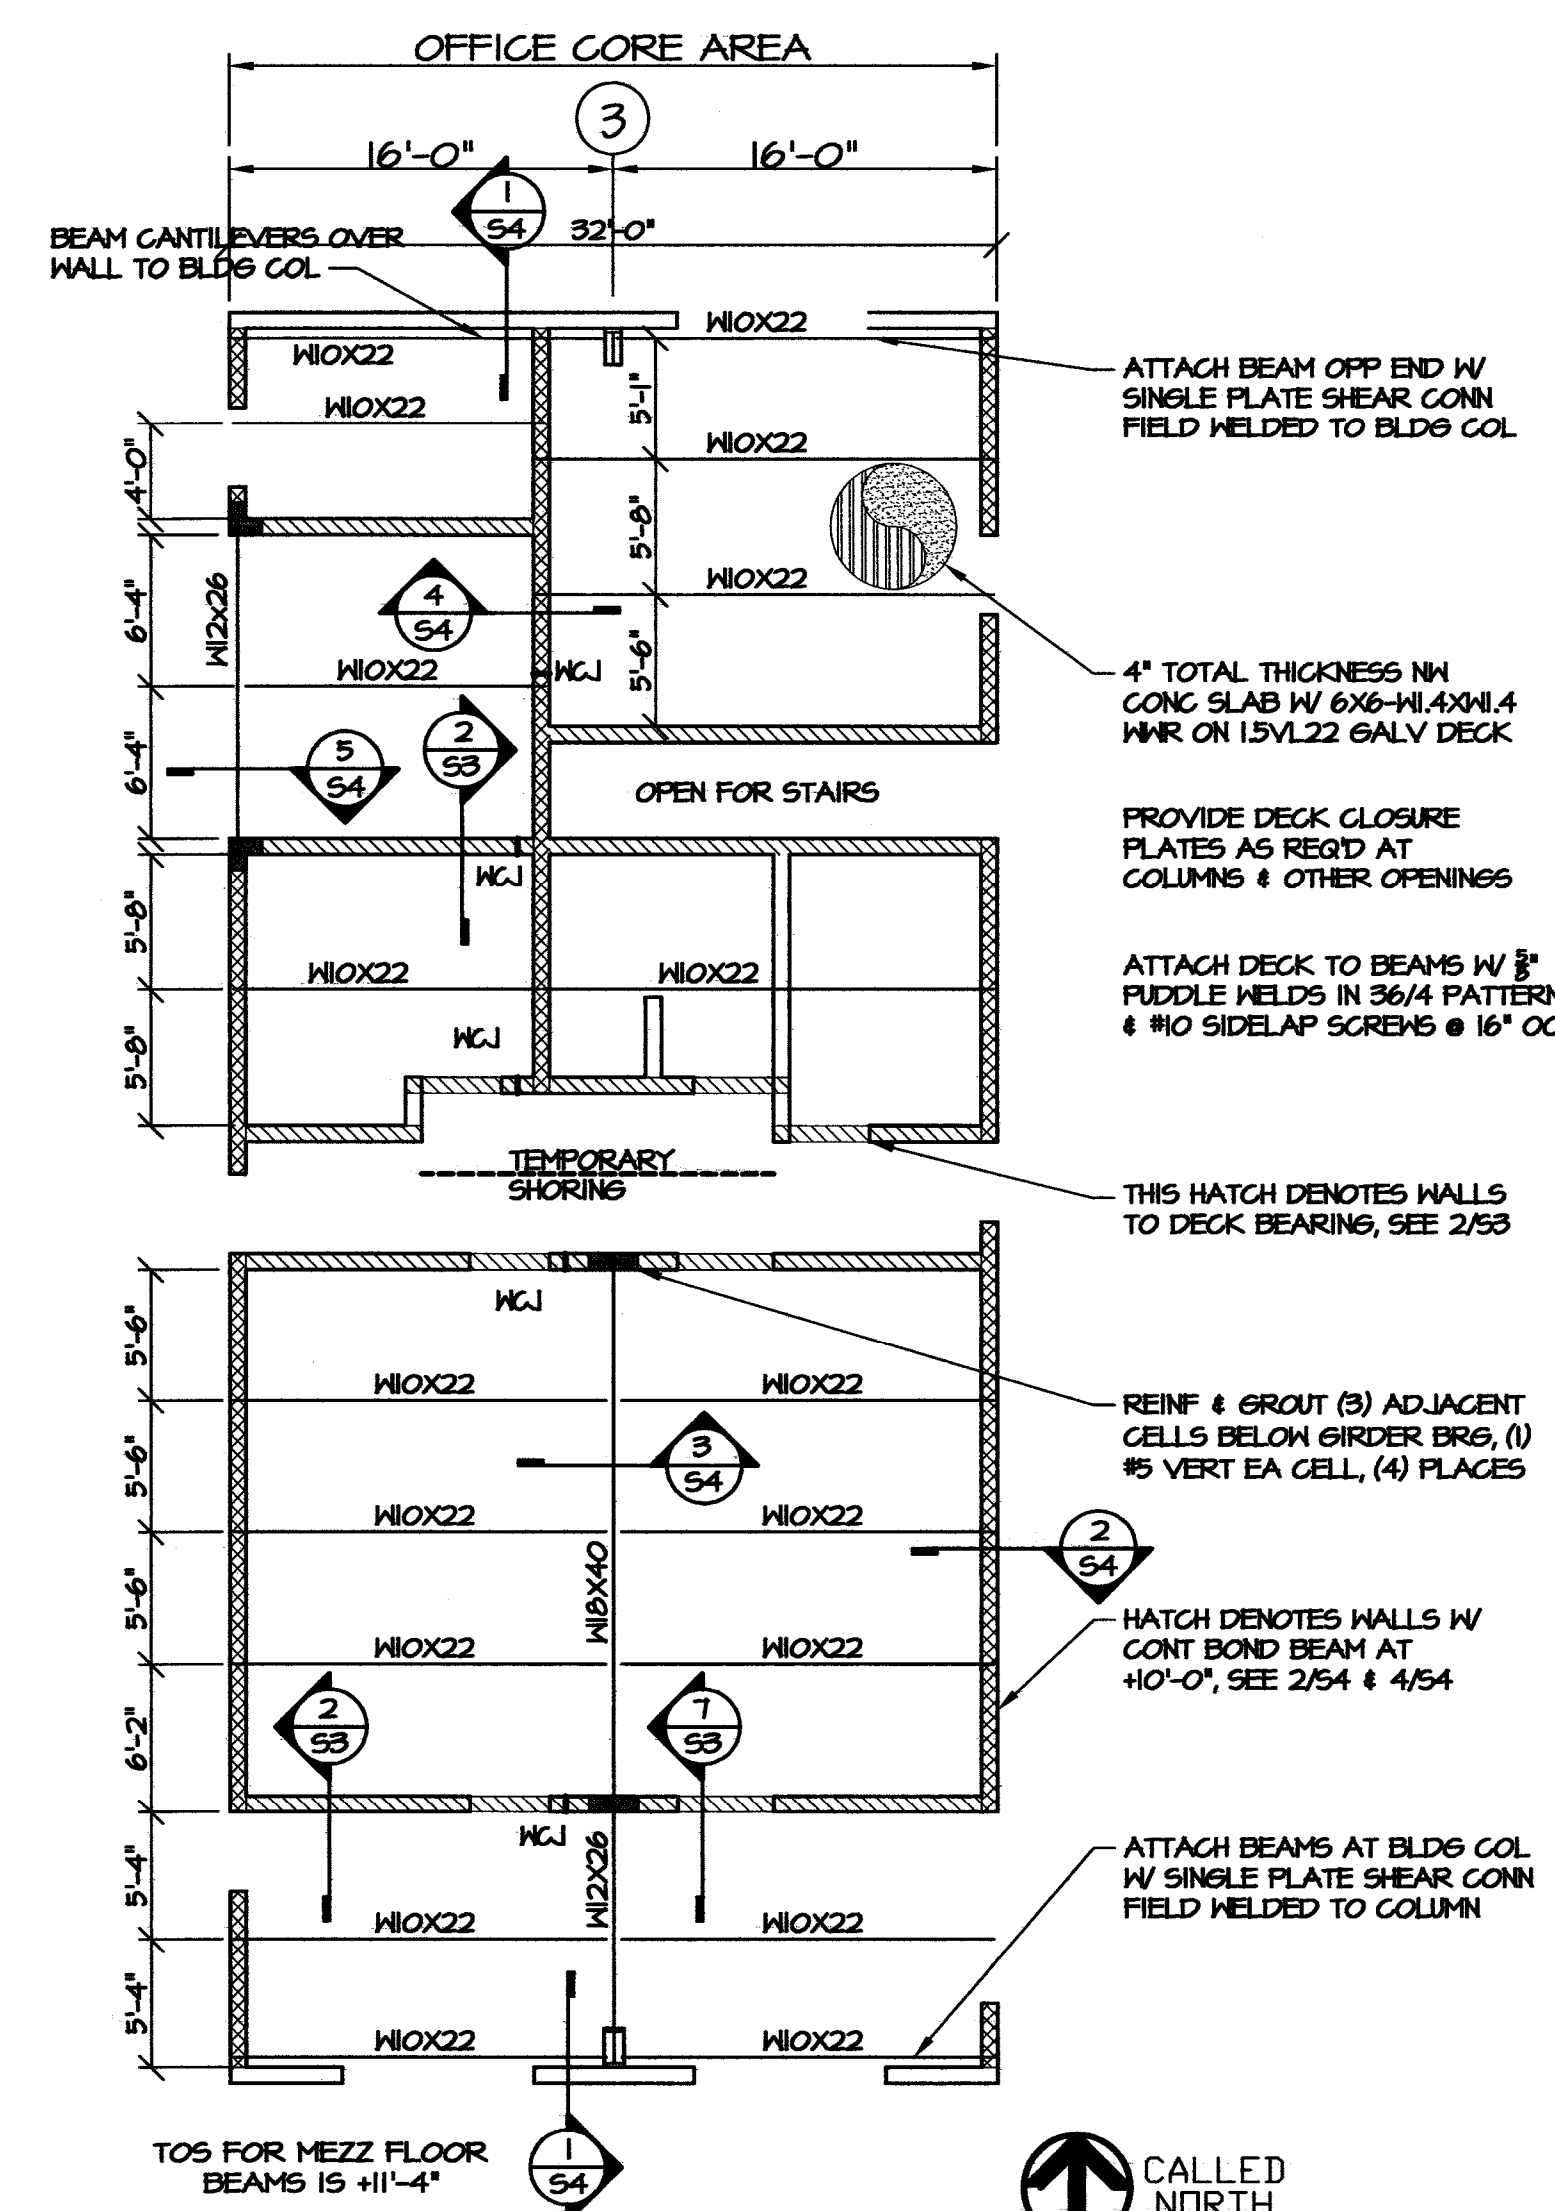 OFFICE CORE AREA
3
16'-0"
16'-0"
1
S4
32'-0"
BEAM CANTILEVERS OVER
WALL TO BLDG COL
W10X22
W10X22
ATTACH BEAM OPP END W/
SINGLE PLATE SHEAR CONN
FIELD WELDED TO BLDG COL
5'-1"
W10X22
4'-0"
W10X22
5'-8"
W10X22
6'-4"
W12X26
4
S4
W10X22
WCJ
5'-6"
4" TOTAL THICKNESS NW
CONC SLAB W/ 6X6-W1.4XW1.4
WWR ON 1.5VL22 GALV DECK
6'-4"
5
S4
2
S3
OPEN FOR STAIRS
PROVIDE DECK CLOSURE
PLATES AS REQ'D AT
COLUMNS & OTHER OPENINGS
WCJ
5'-8"
W10X22
W10X22
ATTACH DECK TO BEAMS W/ 5/8"
PUDDLE WELDS IN 36/4 PATTERN
& #10 SIDELAP SCREWS @ 16" OC
5'-8"
WCJ
TEMPORARY
SHORING
THIS HATCH DENOTES WALLS
TO DECK BEARING, SEE 2/S3
5'-6"
WCJ
W10X22
W10X22
REINF & GROUT (3) ADJACENT
CELLS BELOW GIRDER BRG, (1)
#5 VERT EA CELL, (4) PLACES
5'-6"
3
S4
W10X22
W10X22
2
S4
5'-6"
W18X40
HATCH DENOTES WALLS W/
CONT BOND BEAM AT
+10'-0", SEE 2/S4 & 4/S4
W10X22
W10X22
6'-2"
2
S3
7
S3
WCJ
5'-4"
W12X26
ATTACH BEAMS AT BLDG COL
W/ SINGLE PLATE SHEAR CONN
FIELD WELDED TO COLUMN
W10X22
W10X22
5'-4"
W10X22
W10X22
TOS FOR MEZZ FLOOR
BEAMS IS +11'-4"
1
S4
CALLED
NORTH